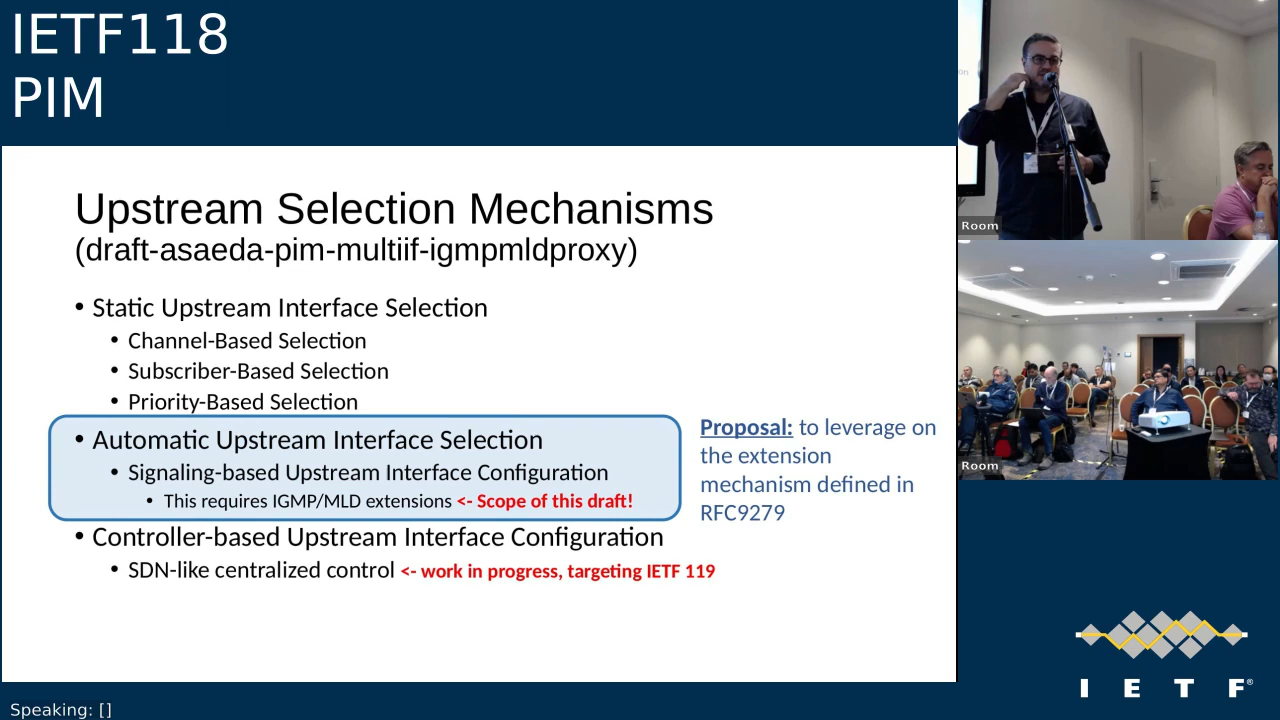 IETF118
PIM
Upstream Selection Mechanisms
(draft-asaeda-pim-multiif-igmpmldproxy)
• Static Upstream Interface Selection
• Channel-Based Selection
• Subscriber-Based Selection
• Priority-Based Selection
• Automatic Upstream Interface Selection
• Signaling-based Upstream Interface Configuration
• This requires IGMP/MLD extensions <- Scope of this draft!
Proposal: to leverage on
the extension
mechanism defined in
RFC9279
• Controller-based Upstream Interface Configuration
• SDN-like centralized control <- work in progress, targeting IETF 119
Room
Room
I E T F®
Speaking: []